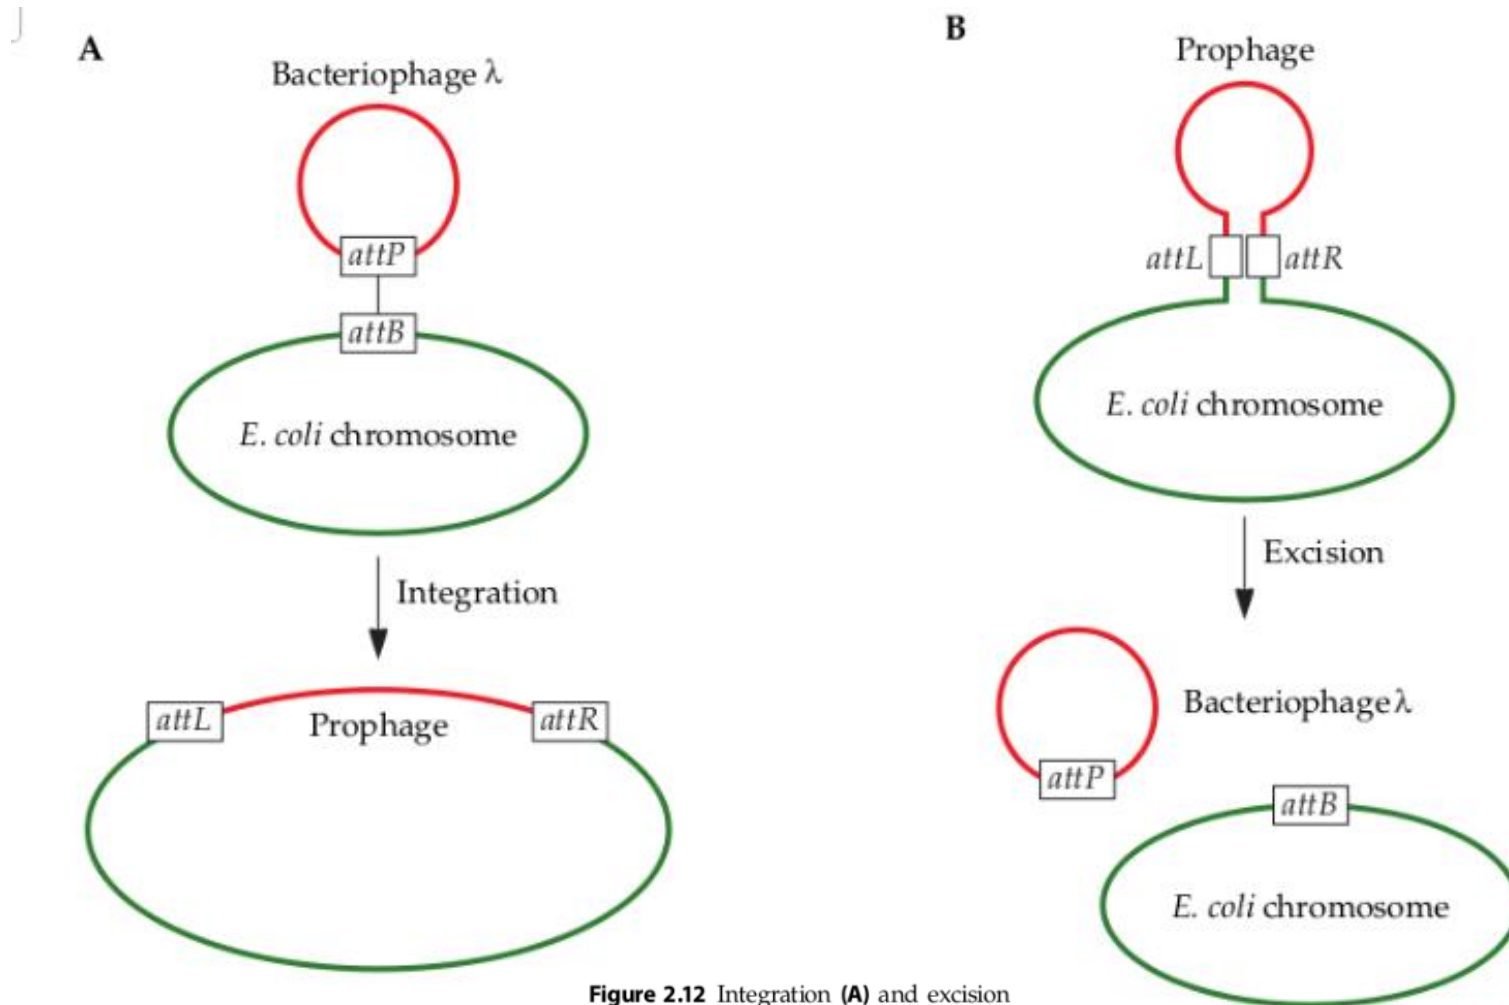 A
Bacteriophage λ
attP
attB
E. coli chromosome
Integration
attL
Prophage
attR
B
Prophage
attL
attR
E. coli chromosome
Excision
Bacteriophage λ
attP
attB
E. coli chromosome
Figure 2.12 Integration (A) and excision